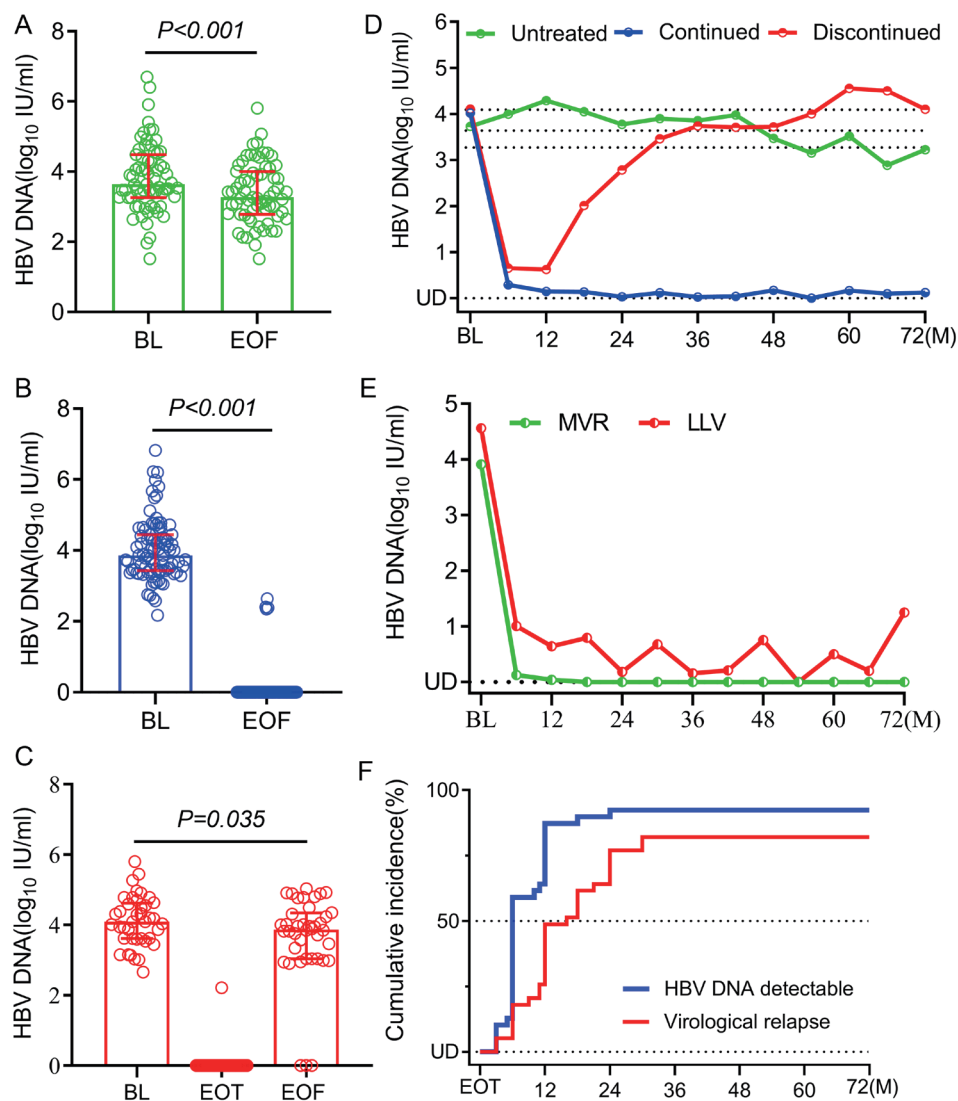 A
P<0.001
HBV DNA(log10 IU/ml)
8
6
4
2
0
BL EOF
B
P<0.001
HBV DNA(log10 IU/ml)
8
6
4
2
0
BL EOF
C
P=0.035
HBV DNA(log10 IU/ml)
8
6
4
2
0
BL EOT EOF
D
Untreated Continued Discontinued
HBV DNA(log10 IU/ml)
6
5
4
3
2
1
UD
BL 12 24 36 48 60 72(M)
E
MVR LLV
HBV DNA(log10 IU/ml)
5
4
3
2
1
UD
BL 12 24 36 48 60 72(M)
F
Cumulative incidence(%)
100
50
UD
HBV DNA detectable
Virological relapse
EOT 12 24 36 48 60 72(M)